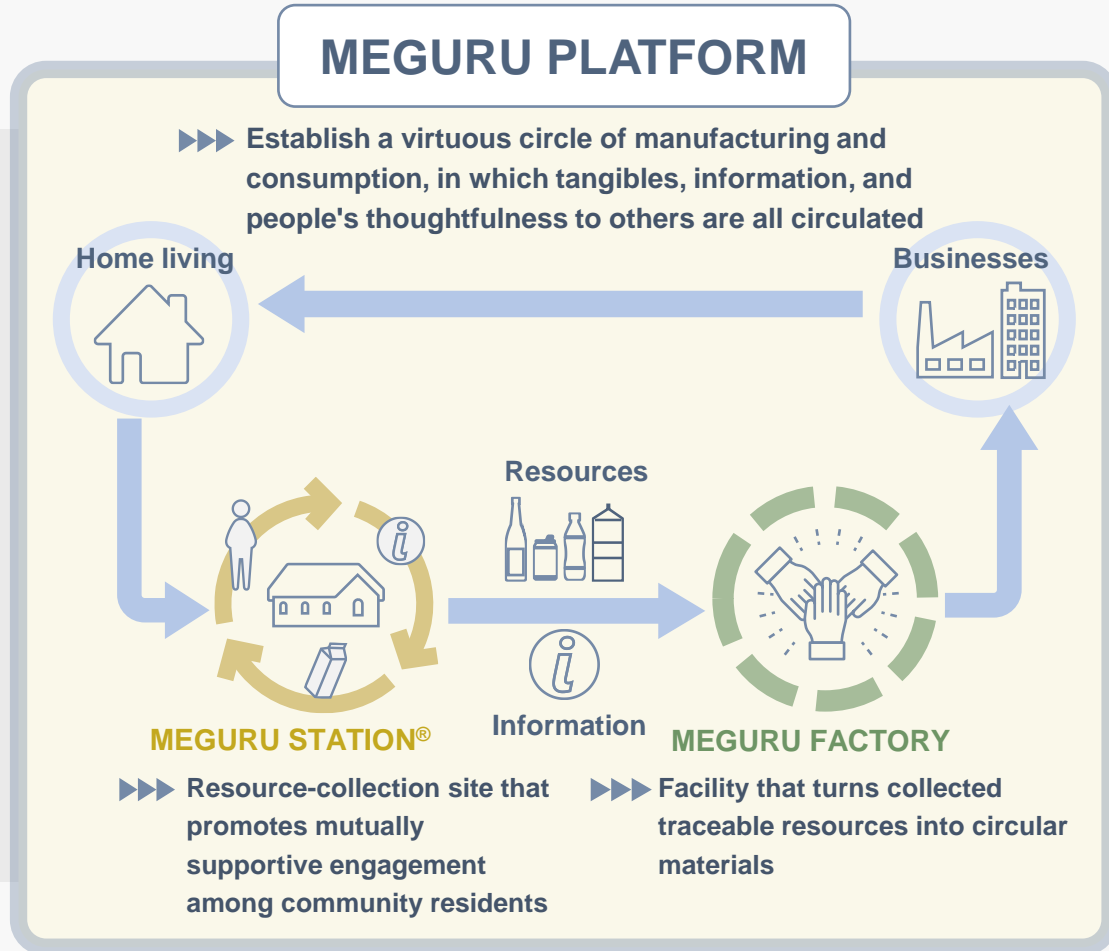 MEGURU PLATFORM
Establish a virtuous circle of manufacturing and
consumption, in which tangibles, information, and
people's thoughtfulness to others are all circulated
Home living
Businesses
Resources
Information
MEGURU STATION®
MEGURU FACTORY
Resource-collection site that
promotes mutually
supportive engagement
among community residents
Facility that turns collected
traceable resources into circular
materials